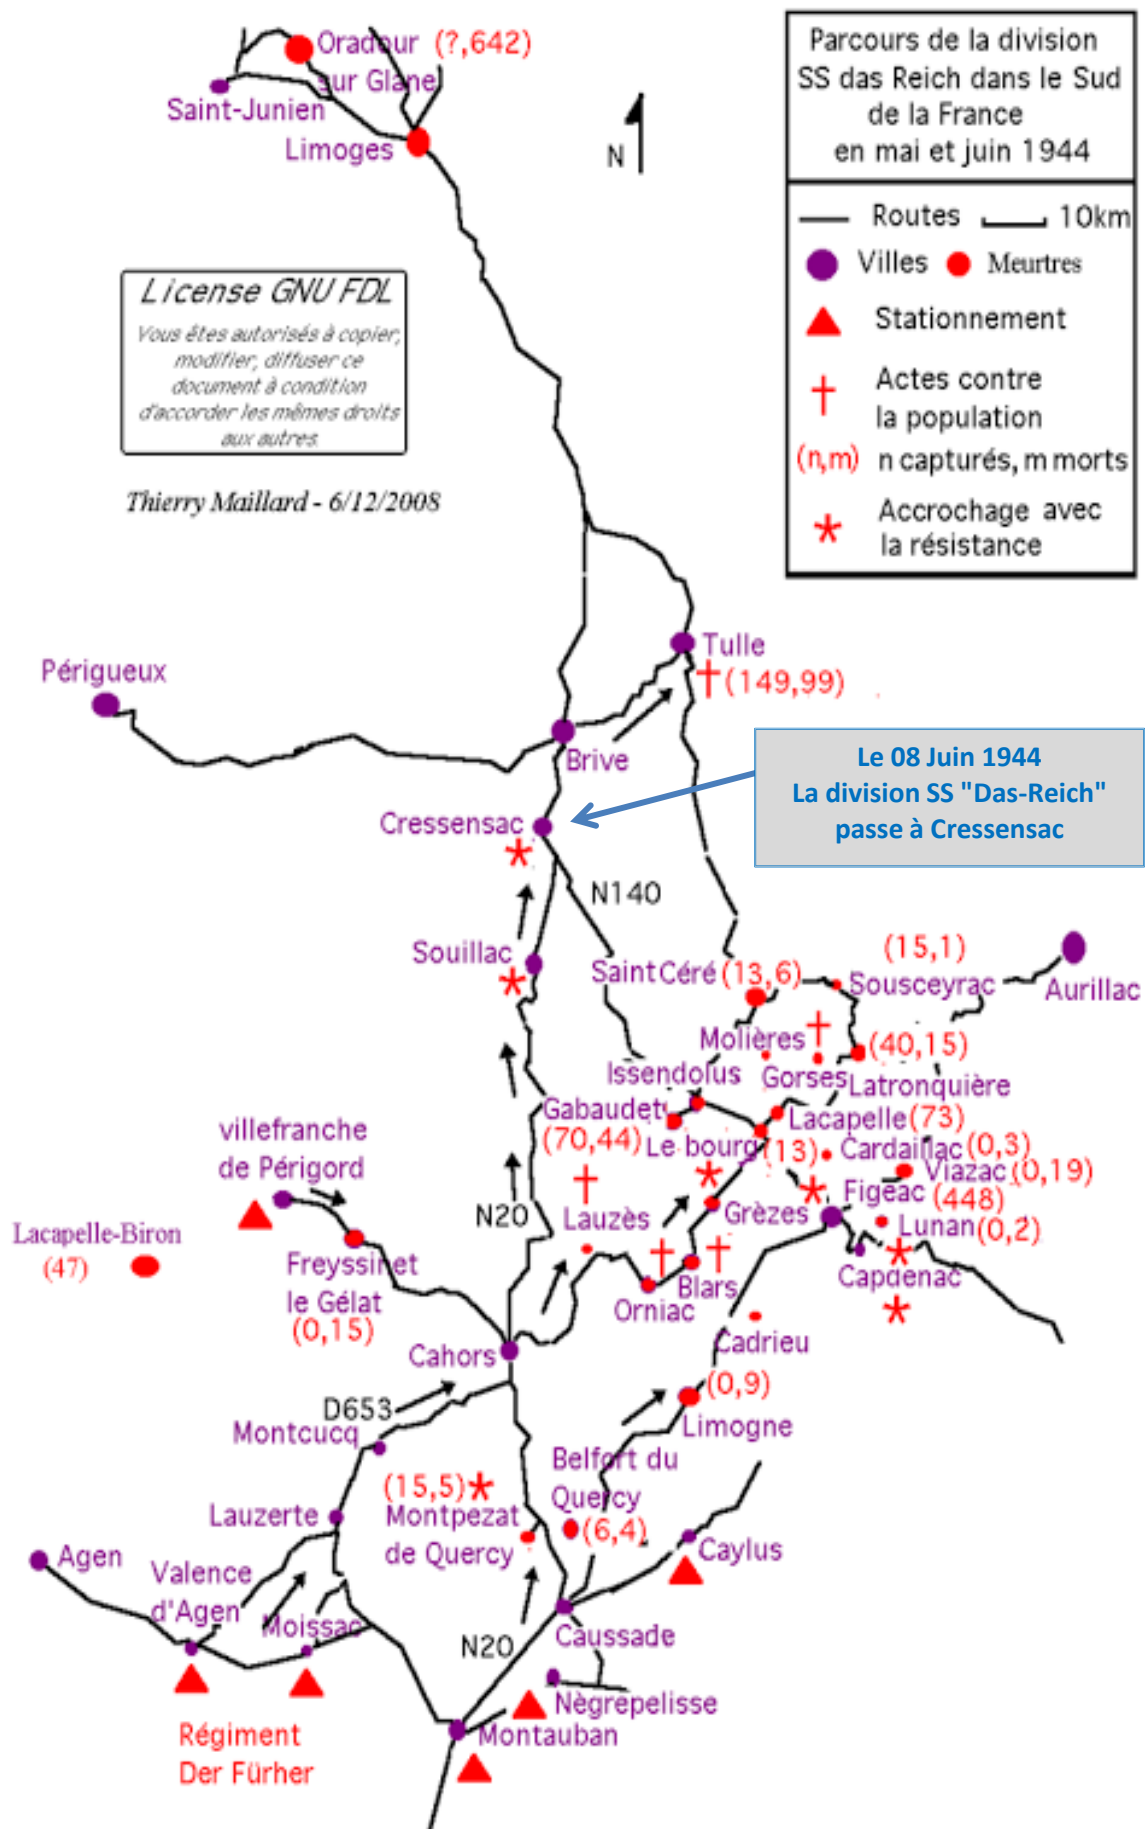 Oradour (?,642)
sur Glane
Saint-Junien
Limoges
N
Parcours de la division
SS das Reich dans le Sud
de la France
en mai et juin 1944
Routes 10km
Villes Meurtres
Stationnement
Actes contre
la population
(n,m) n capturés, m morts
Accrochage avec
la résistance
License GNU FDL
Vous êtes autorisés à copier,
modifier, diffuser ce
document à condition
d'accorder les mêmes droits
aux autres.
Thierry Maillard - 6/12/2008
Tulle
(149,99)
Périgueux
Brive
Le 08 Juin 1944
La division SS "Das-Reich"
passe à Cressensac
Cressensac
N140
Souillac
Saint Céré (13,6)
(15,1)
Sousceyrac
Aurillac
Molières
(40,15)
Issendolus
Gorses
Latronquière
Gabaudet
(70,44)
Lacapelle (73)
Le bourg (13)
Cardaillac (0,3)
Viazac (0,19)
villefranche
de Périgord
Figeac (448)
Lunan (0,2)
N20
Lauzès
Grèzes
Lacapelle-Biron
(47)
Freyssinet
le Gélat
(0,15)
Capdenac
Blars
Orniac
Cadrieu
Cahors
(0,9)
Limogne
D653
Montcucq
Belfort du
Quercy
(6,4)
(15,5)
Montpezat
de Quercy
Lauzerte
Agen
Valence
d'Agen
Moissac
Caylus
N20
Caussade
Nègrepelisse
Montauban
Régiment
Der Fürher